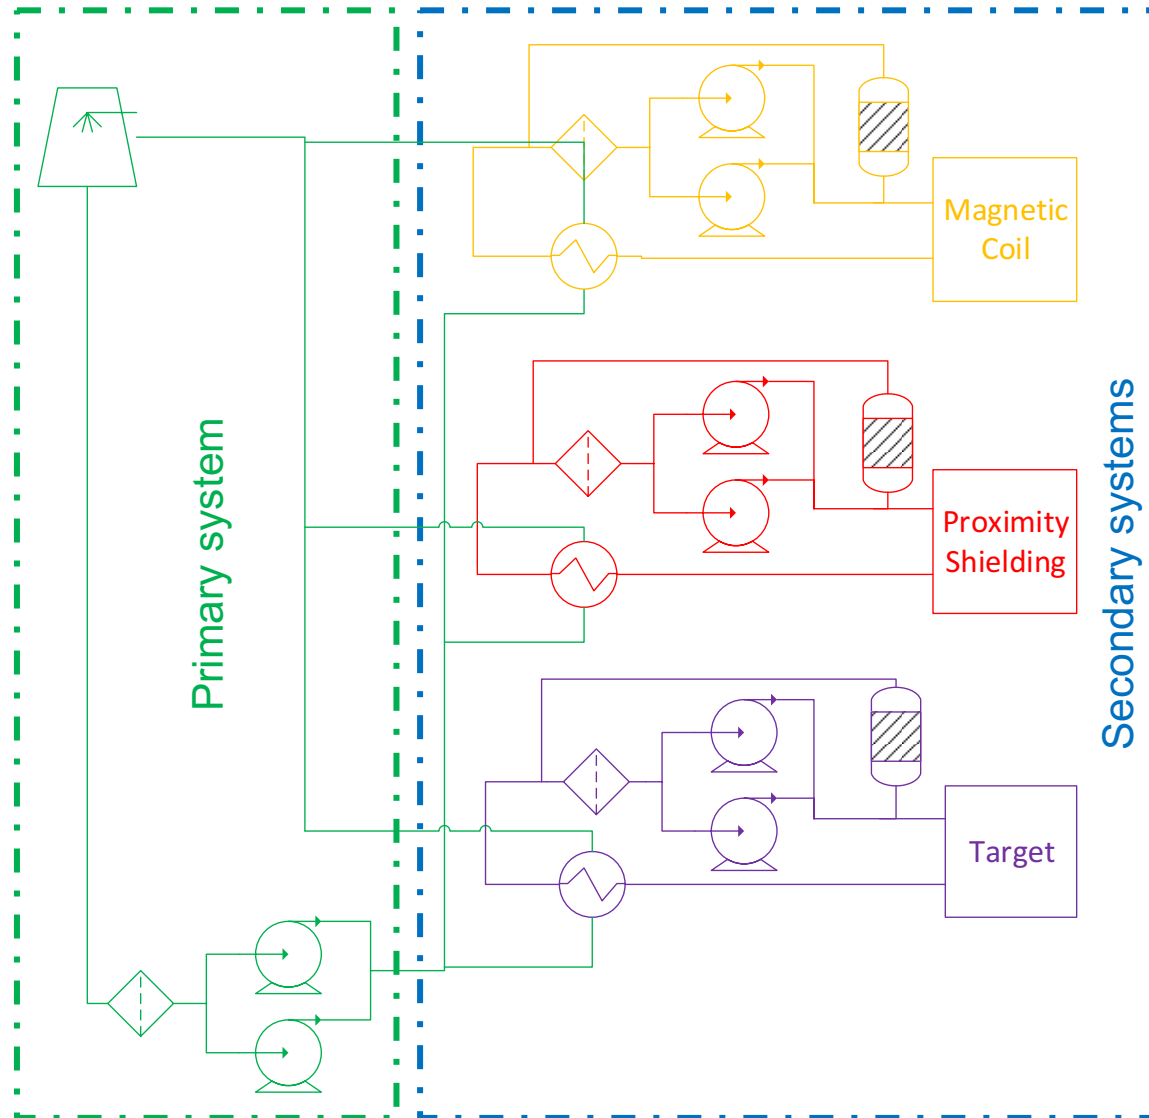 Primary system
Magnetic
Coil
Proximity
Shielding
Target
Secondary systems